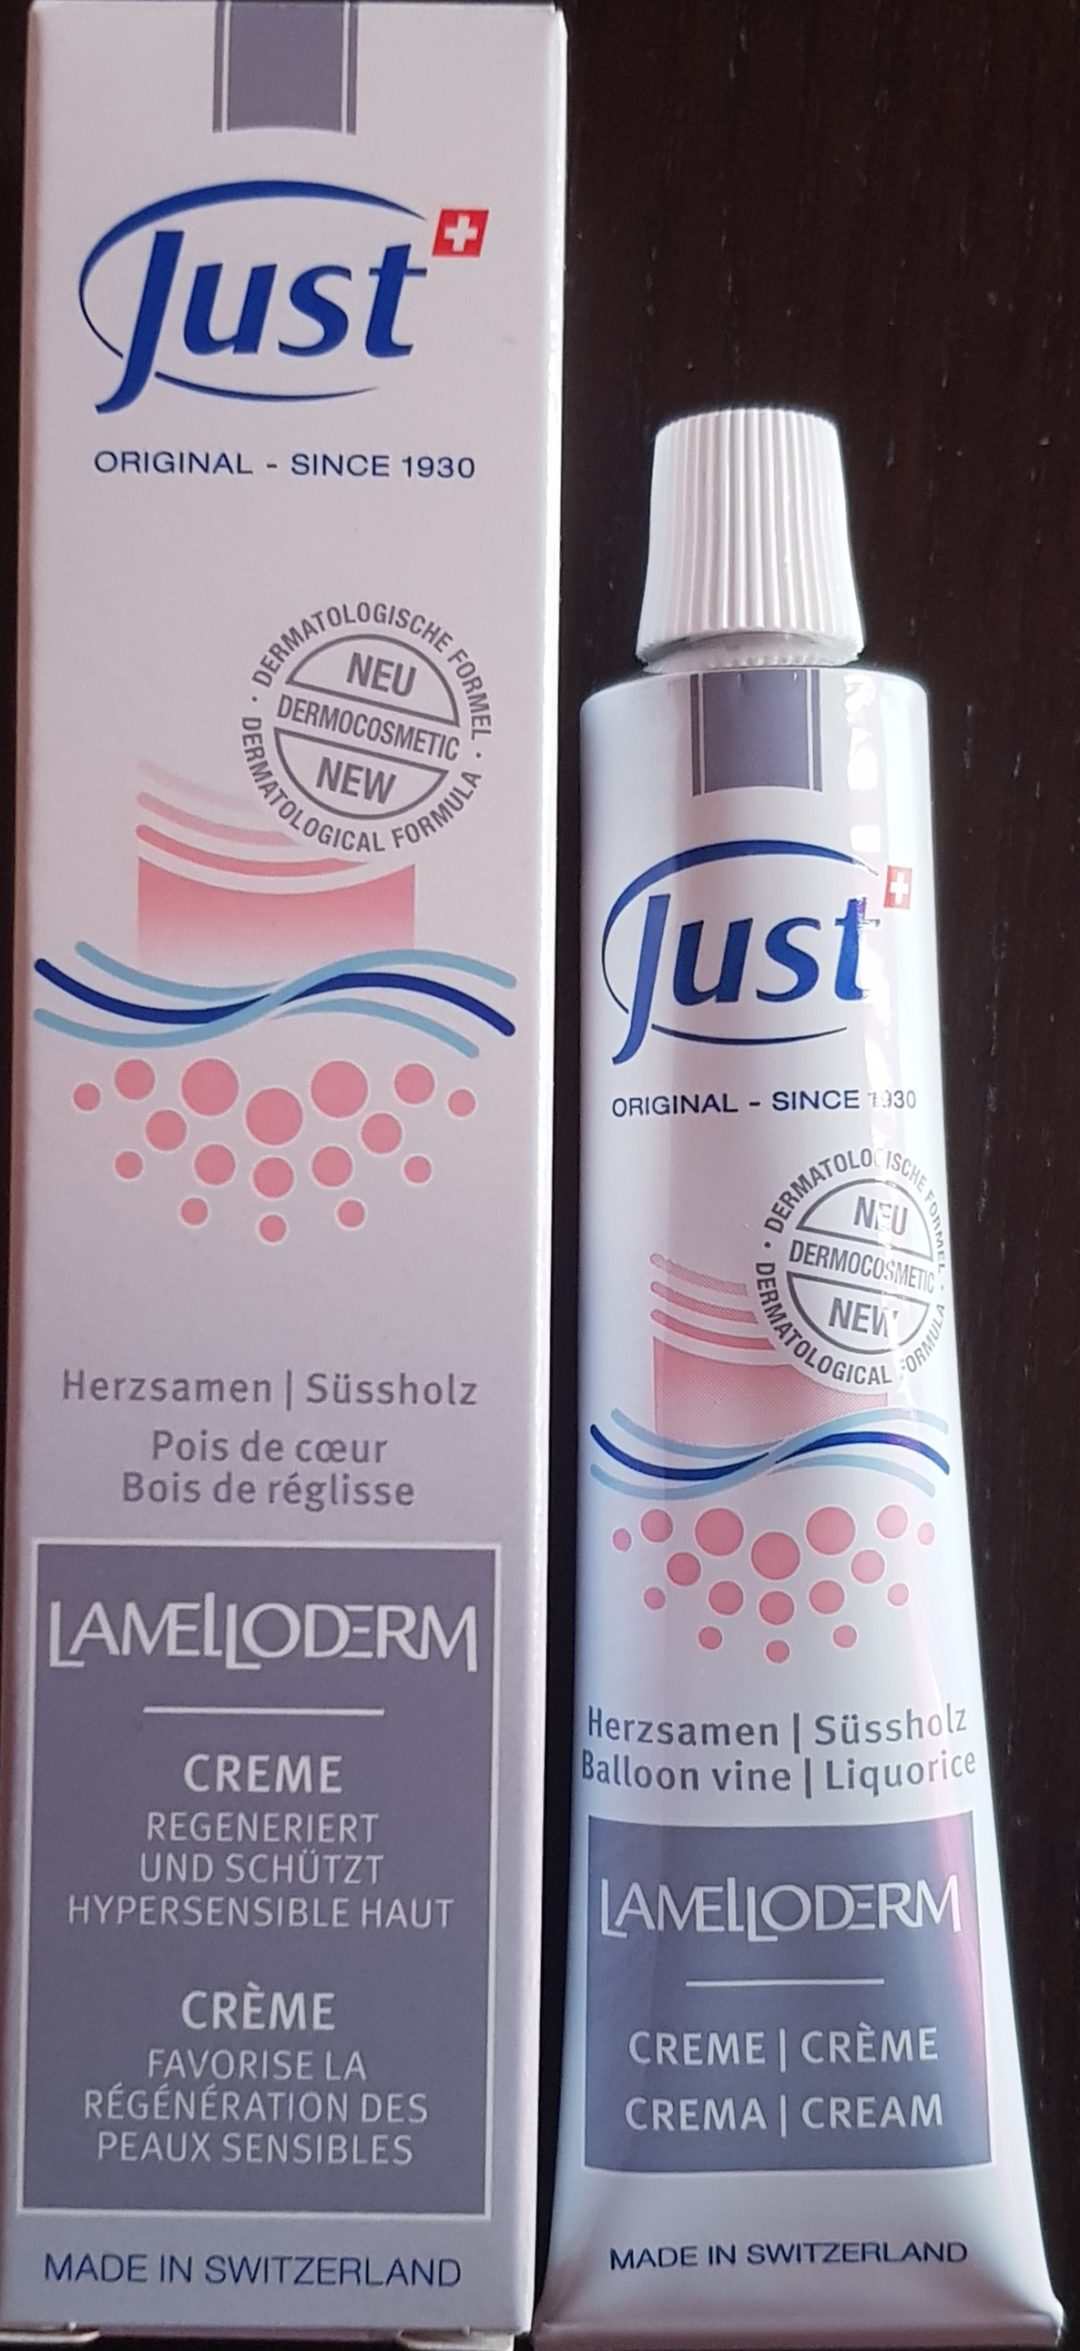 Just
ORIGINAL - SINCE 1930
· DERMATOLOGISCHE FORMEL ·
NEU
DERMOCOSMETIC
NEW
DERMATOLOGICAL FORMULA
Herzsamen | Süssholz
Pois de cœur
Bois de réglisse
LAMELLODERM
CREME
REGENERIERT
UND SCHÜTZT
HYPERSENSIBLE HAUT
CRÈME
FAVORISE LA
RÉGÉNÉRATION DES
PEAUX SENSIBLES
MADE IN SWITZERLAND
Just
ORIGINAL - SINCE 1930
· DERMATOLOGISCHE FORMEL ·
NEU
DERMOCOSMETIC
NEW
DERMATOLOGICAL FORMULA
Herzsamen | Süssholz
Balloon vine | Liquorice
LAMELLODERM
CREME | CRÈME
CREMA | CREAM
MADE IN SWITZERLAND